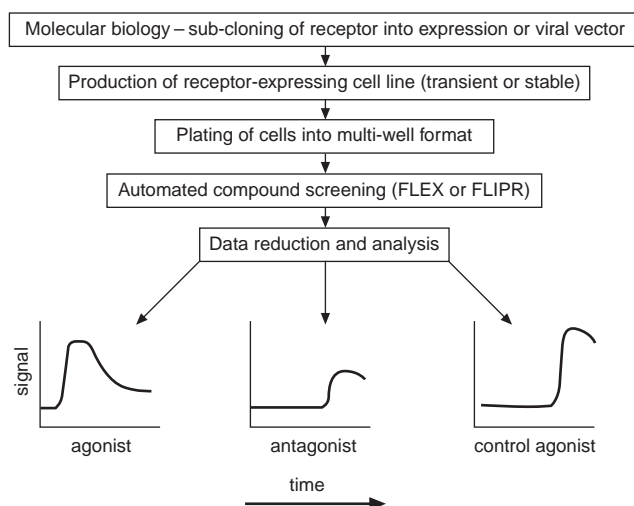 Molecular biology – sub-cloning of receptor into expression or viral vector
Production of receptor-expressing cell line (transient or stable)
Plating of cells into multi-well format
Automated compound screening (FLEX or FLIPR)
Data reduction and analysis
signal
agonist
antagonist
control agonist
time